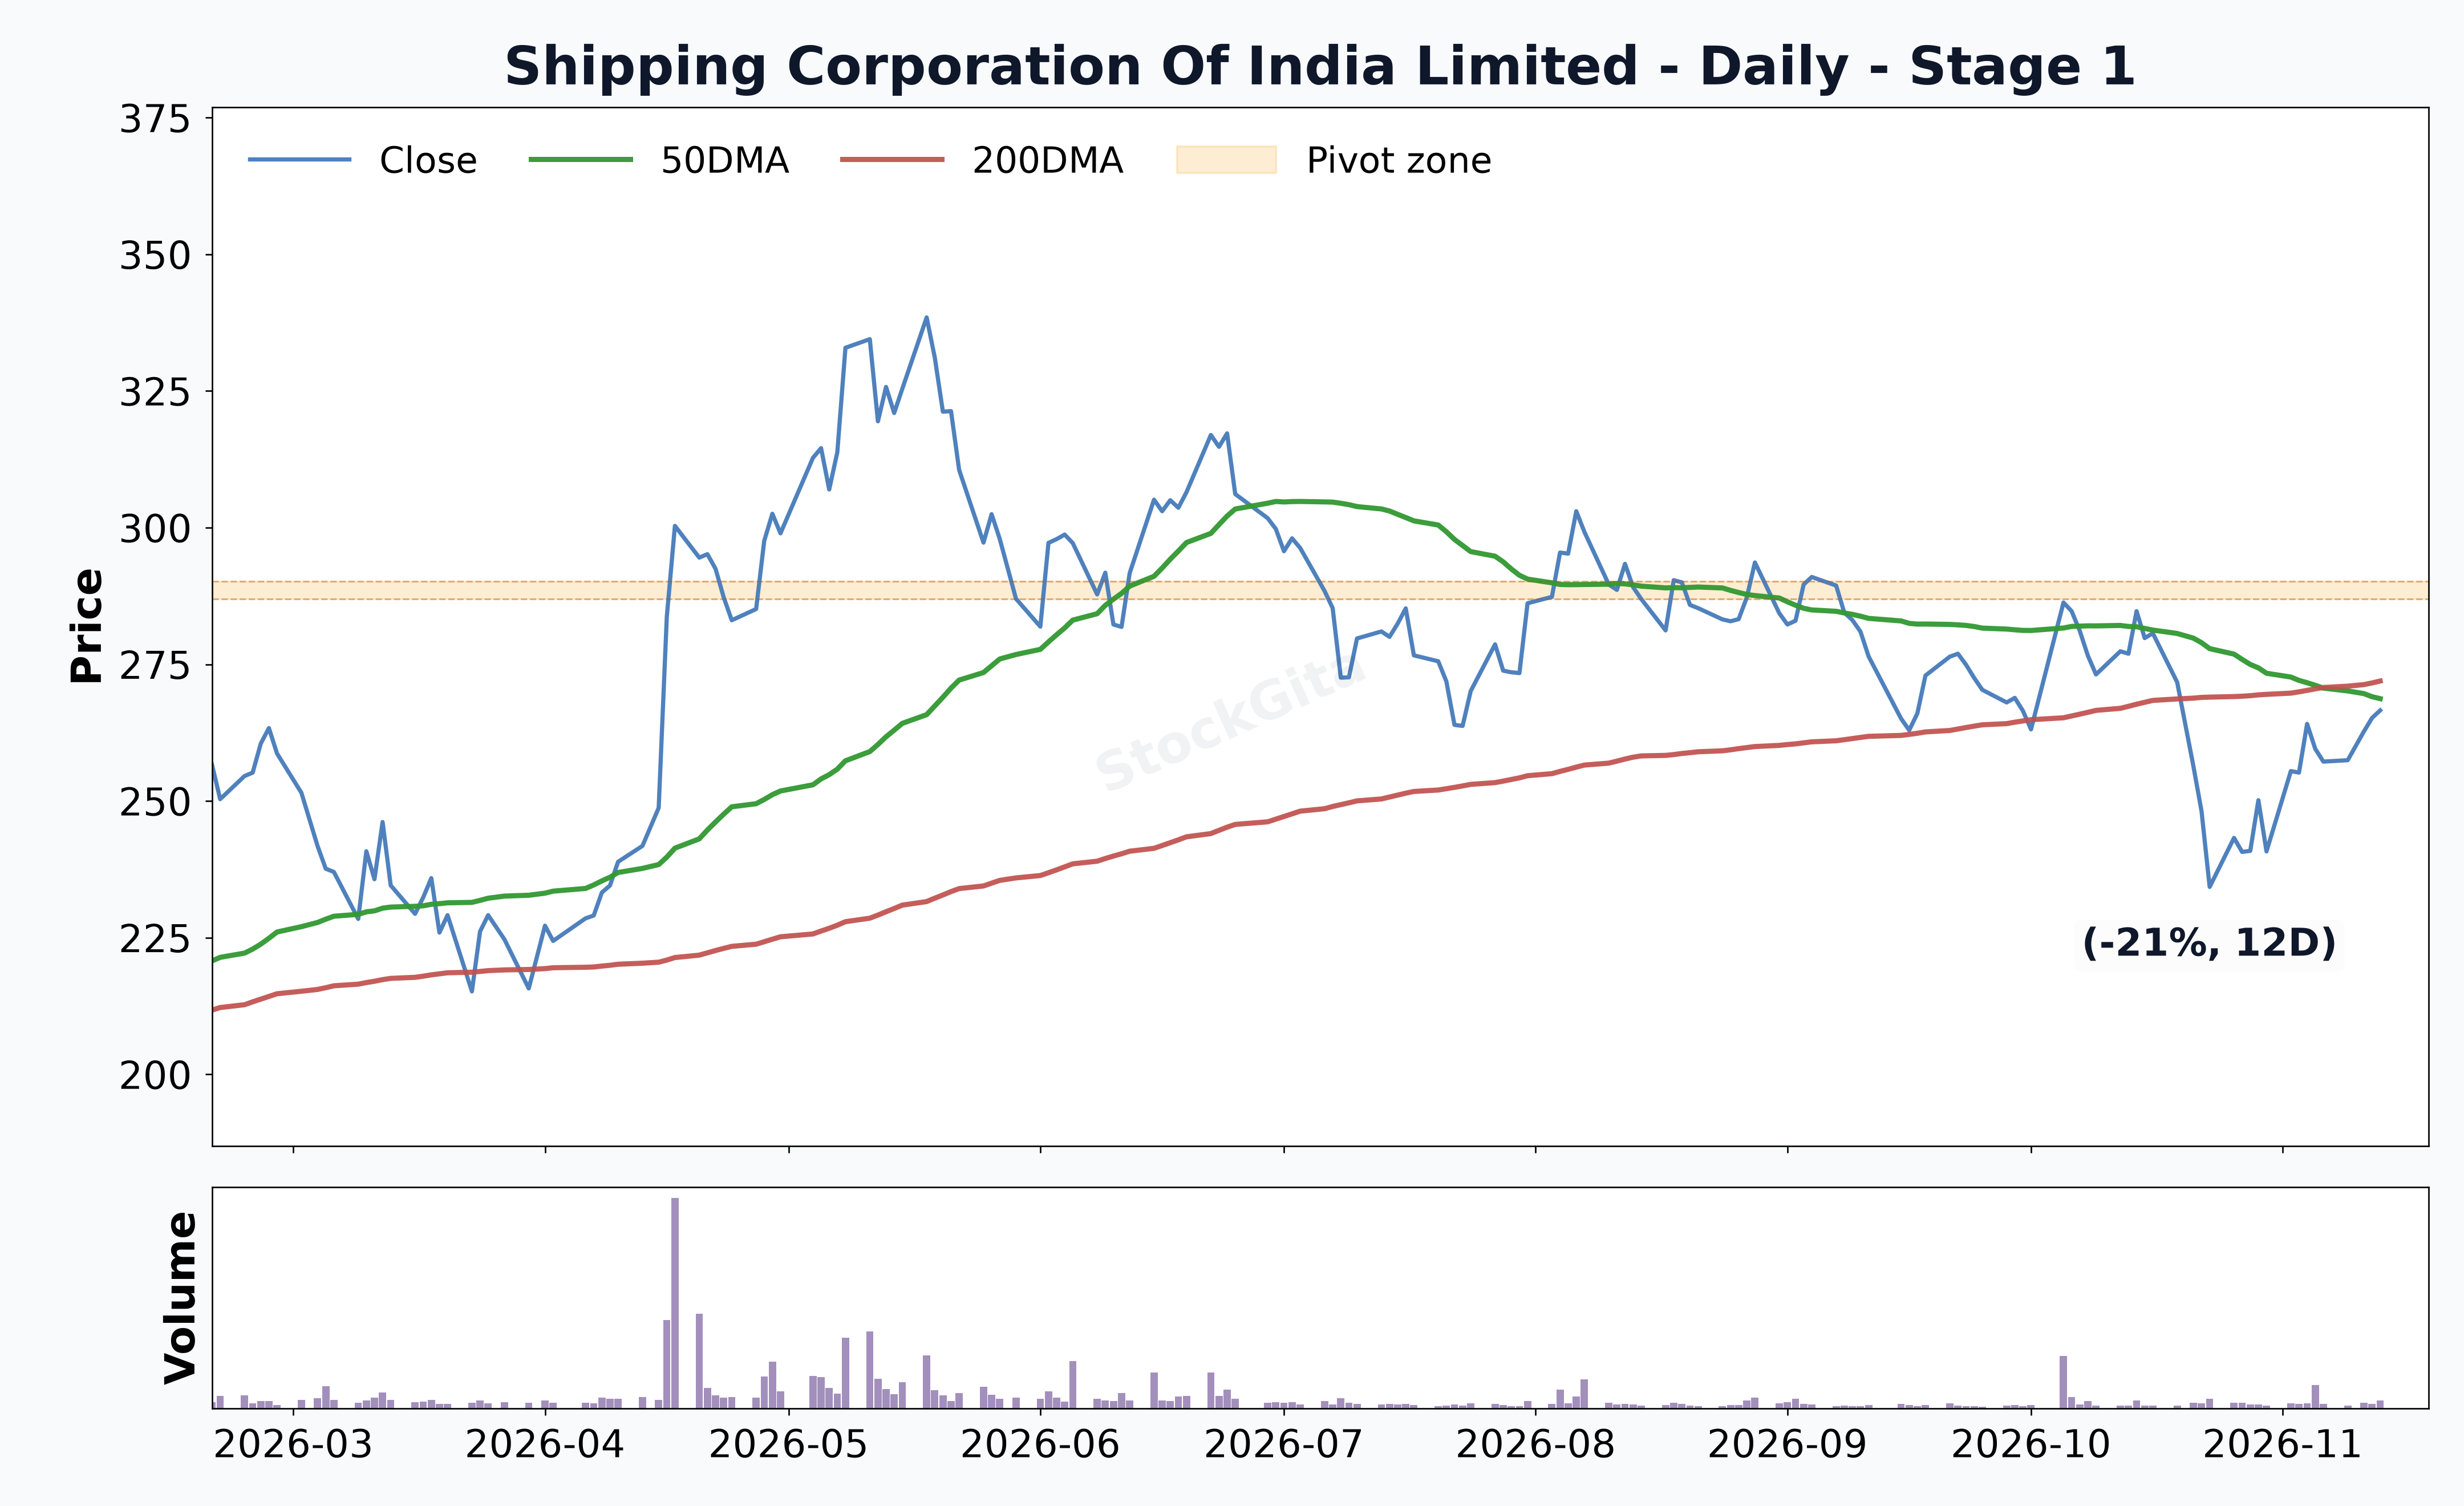 Shipping Corporation Of India Limited - Daily - Stage 1
Close 50DMA 200DMA Pivot zone
Price
375
350
325
300
275
250
225
200
StockGita
(-21%, 12D)
Volume
2026-03 2026-04 2026-05 2026-06 2026-07 2026-08 2026-09 2026-10 2026-11